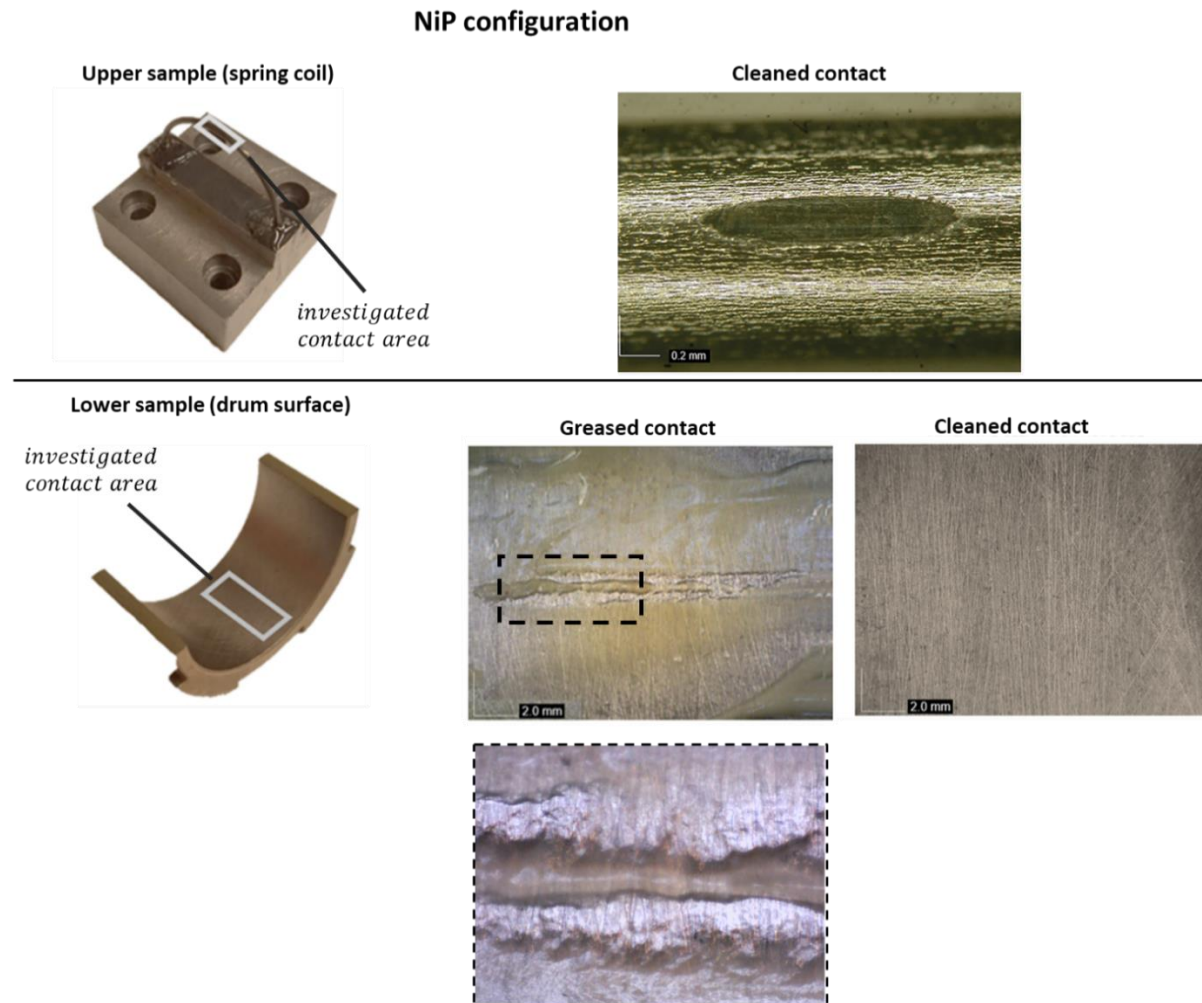 NiP configuration
Upper sample (spring coil)
Cleaned contact
investigated
contact area
0.2 mm
Lower sample (drum surface)
investigated
contact area
Greased contact
Cleaned contact
2.0 mm
2.0 mm